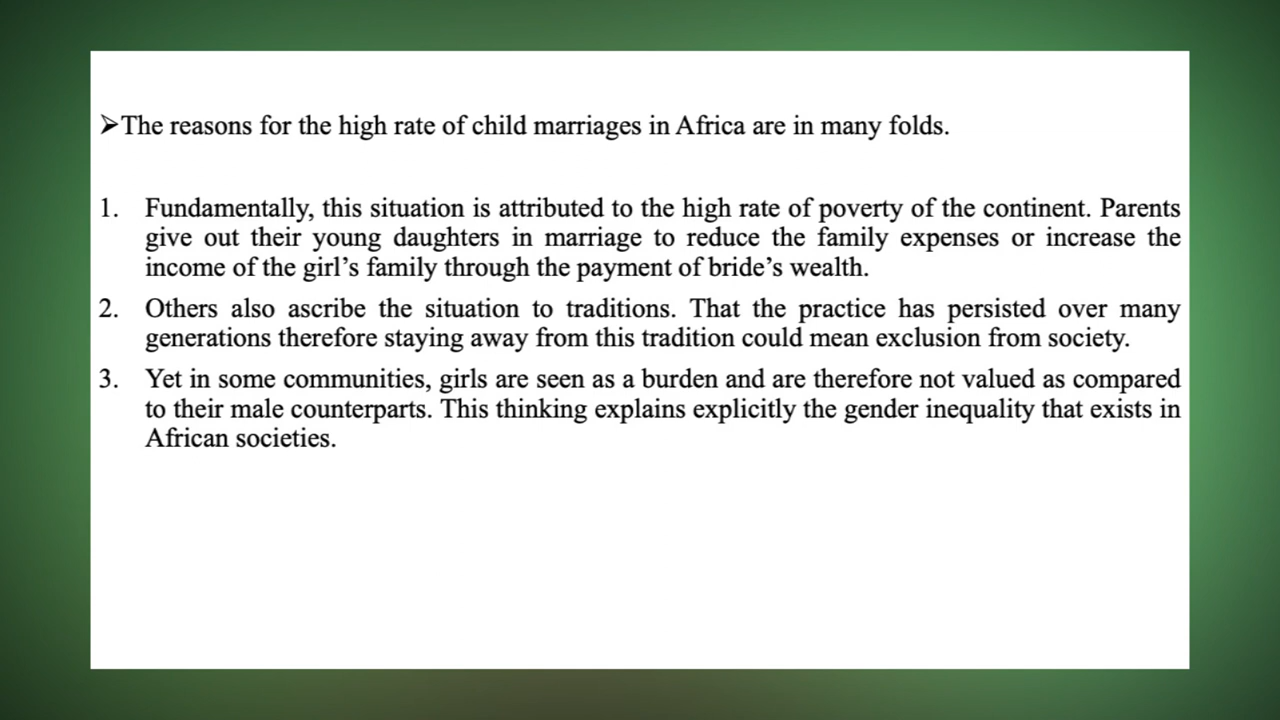 ➢The reasons for the high rate of child marriages in Africa are in many folds.
1. Fundamentally, this situation is attributed to the high rate of poverty of the continent. Parents
give out their young daughters in marriage to reduce the family expenses or increase the
income of the girl’s family through the payment of bride’s wealth.
2. Others also ascribe the situation to traditions. That the practice has persisted over many
generations therefore staying away from this tradition could mean exclusion from society.
3. Yet in some communities, girls are seen as a burden and are therefore not valued as compared
to their male counterparts. This thinking explains explicitly the gender inequality that exists in
African societies.